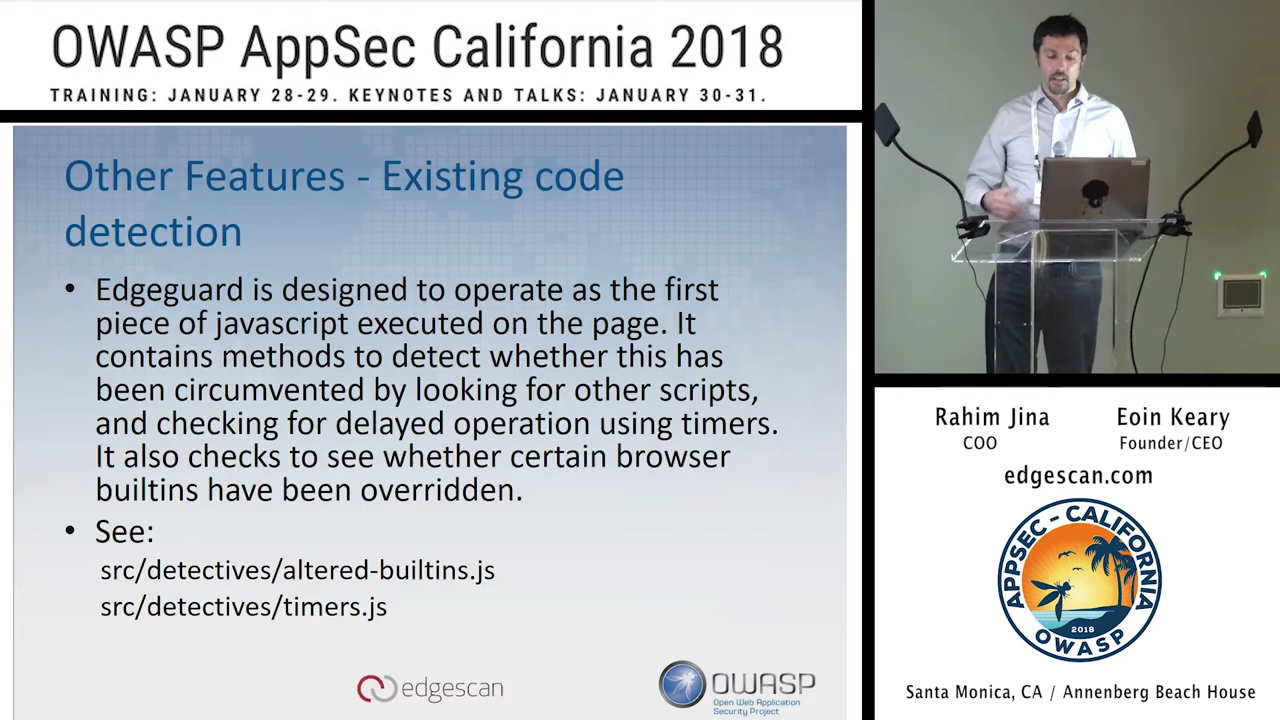 OWASP AppSec California 2018
TRAINING: JANUARY 28-29. KEYNOTES AND TALKS: JANUARY 30-31.
Other Features - Existing code
detection
• Edgeguard is designed to operate as the first
piece of javascript executed on the page. It
contains methods to detect whether this has
been circumvented by looking for other scripts,
and checking for delayed operation using timers.
It also checks to see whether certain browser
builtins have been overridden.
• See:
src/detectives/altered-builtins.js
src/detectives/timers.js
edgescan
OWASP
Open Web Application
Security Project
Rahim Jina
COO
Eoin Keary
Founder/CEO
edgescan.com
APPSEC - CALIFORNIA
2018
OWASP
Santa Monica, CA / Annenberg Beach House